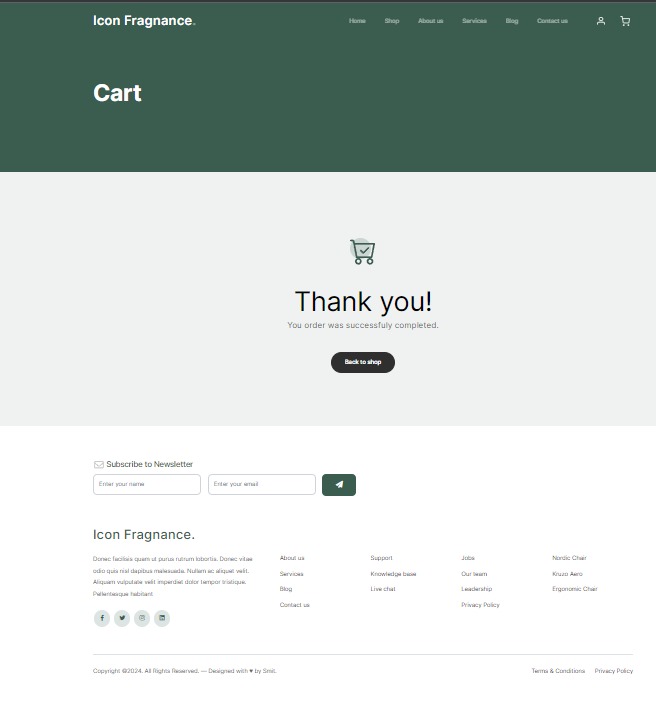 Icon Fragnance.
Home Shop About us Services Blog Contact us
Cart
Thank you!
You order was successfuly completed.
Back to shop
Subscribe to Newsletter
Enter your name Enter your email
Icon Fragnance.
Donec facilisis quam ut purus rutrum lobortis. Donec vitae
odio quis nisl dapibus malesuada. Nullam ac aliquet velit.
Aliquam vulputate velit imperdiet dolor tempor tristique.
Pellentesque habitant
About us
Services
Blog
Contact us
Support
Knowledge base
Live chat
Jobs
Our team
Leadership
Privacy Policy
Nordic Chair
Kruzo Aero
Ergonomic Chair
Copyright ©2024. All Rights Reserved. — Designed with ♥ by Smit.
Terms & Conditions Privacy Policy